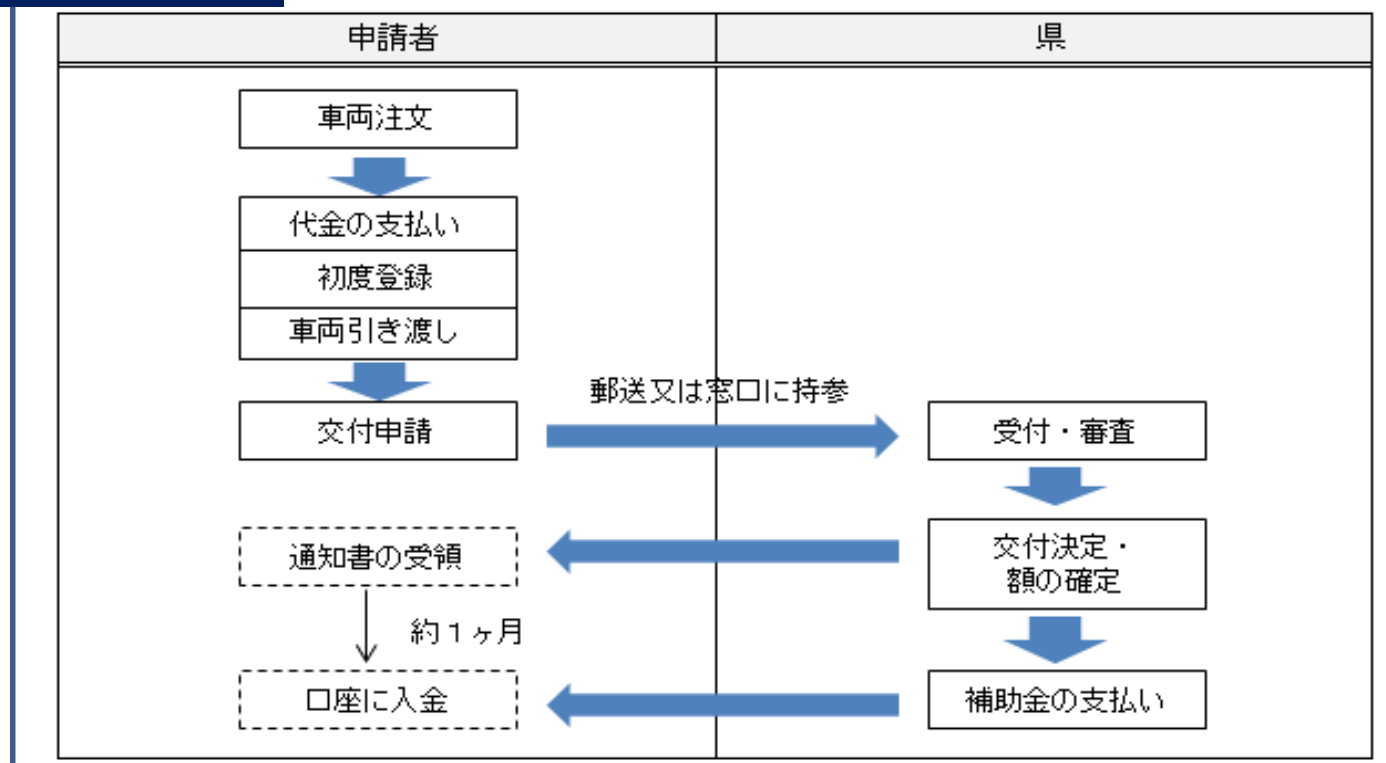 申請者
県
車両注文
代金の支払い
初度登録
車両引き渡し
郵送又は窓口に持参
交付申請
受付・審査
交付決定・
額の確定
通知書の受領
約1ヶ月
口座に入金
補助金の支払い